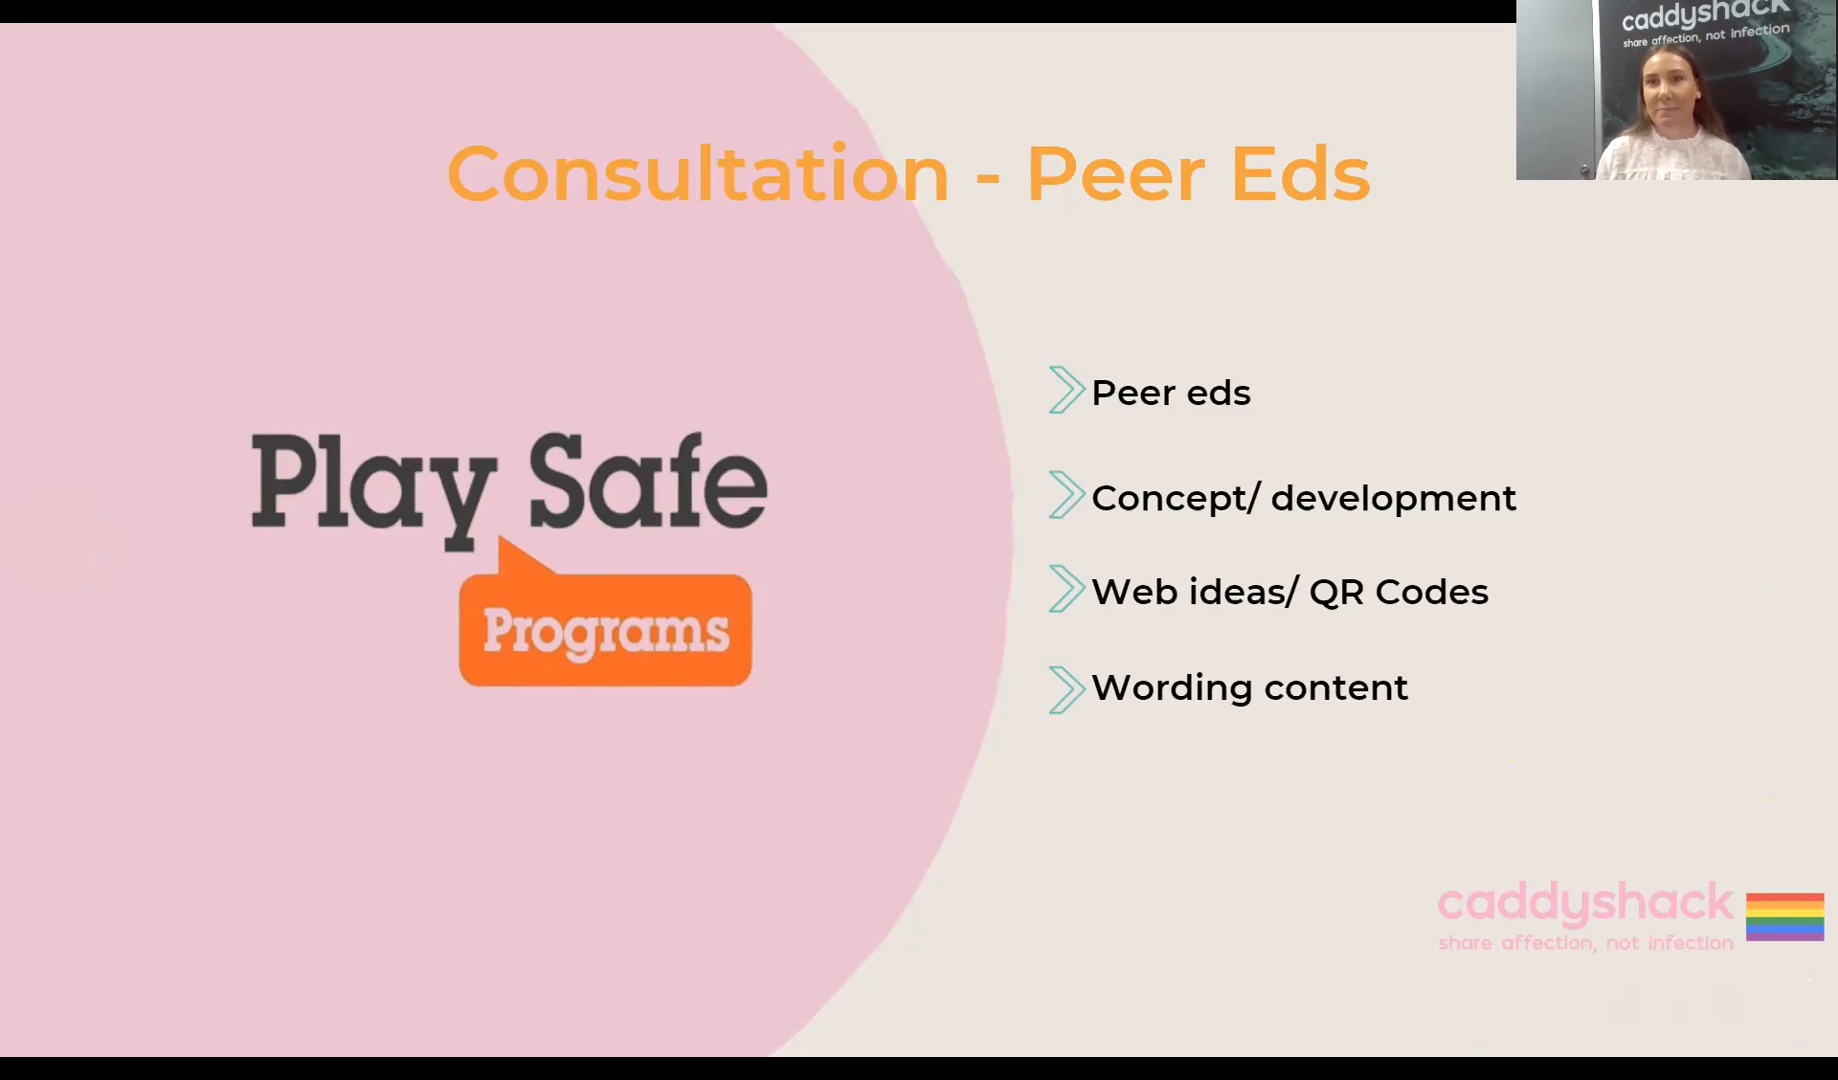 caddyshack
share affection, not infection
Consultation - Peer Eds
Play Safe
Programs
Peer eds
Concept/ development
Web ideas/ QR Codes
Wording content
caddyshack
share affection, not infection